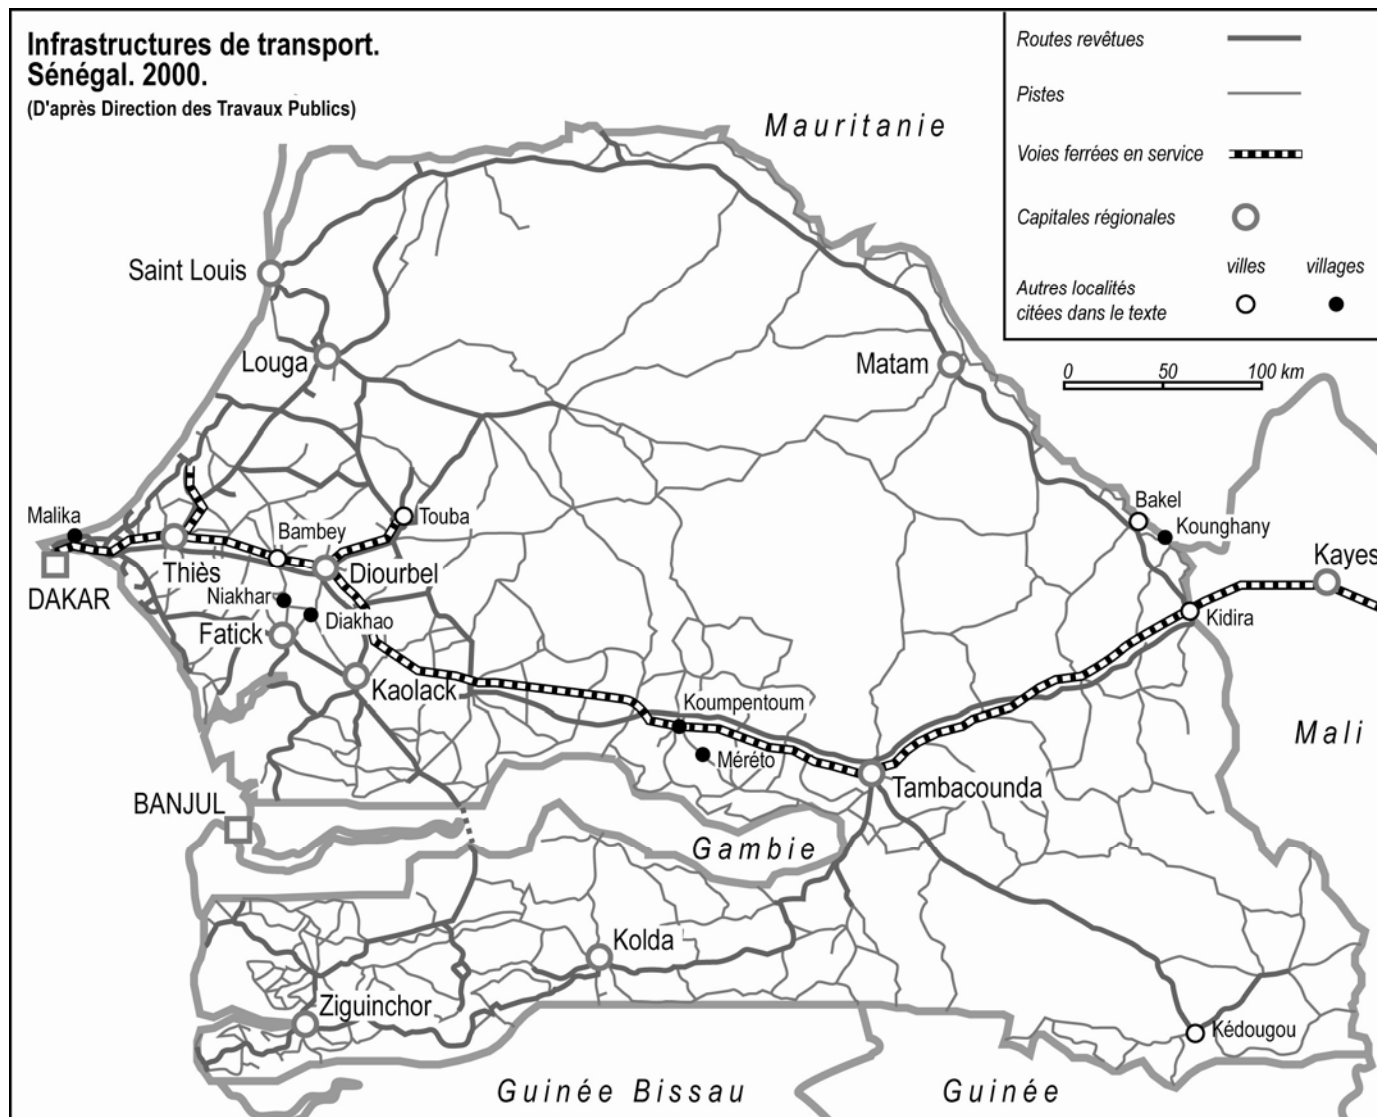 Infrastructures de transport.
Sénégal. 2000.
(D'après Direction des Travaux Publics)
Routes revêtues
Pistes
Voies ferrées en service
Capitales régionales
villes villages
Autres localités
citées dans le texte
0 50 100 km
Mauritanie
Saint Louis
Louga
Matam
Malika
DAKAR
Thiès
Bambey
Touba
Diourbel
Niakhar
Diakhao
Fatick
Kaolack
Bakel
Kounghany
Kayes
Kidira
Koumpentoum
Méréto
Tambacounda
Mali
BANJUL
Gambie
Kolda
Ziguinchor
Kédougou
Guinée Bissau
Guinée